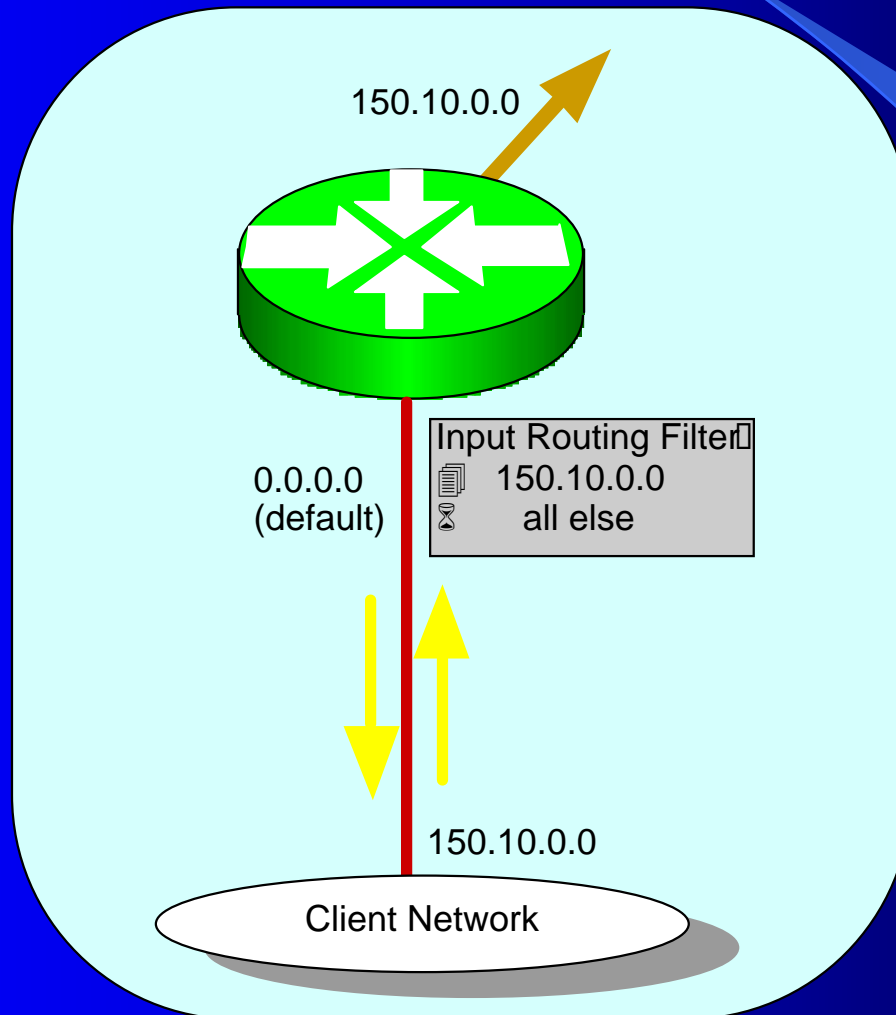 150.10.0.0
Input Routing Filter
150.10.0.0
all else
0.0.0.0
(default)
150.10.0.0
Client Network